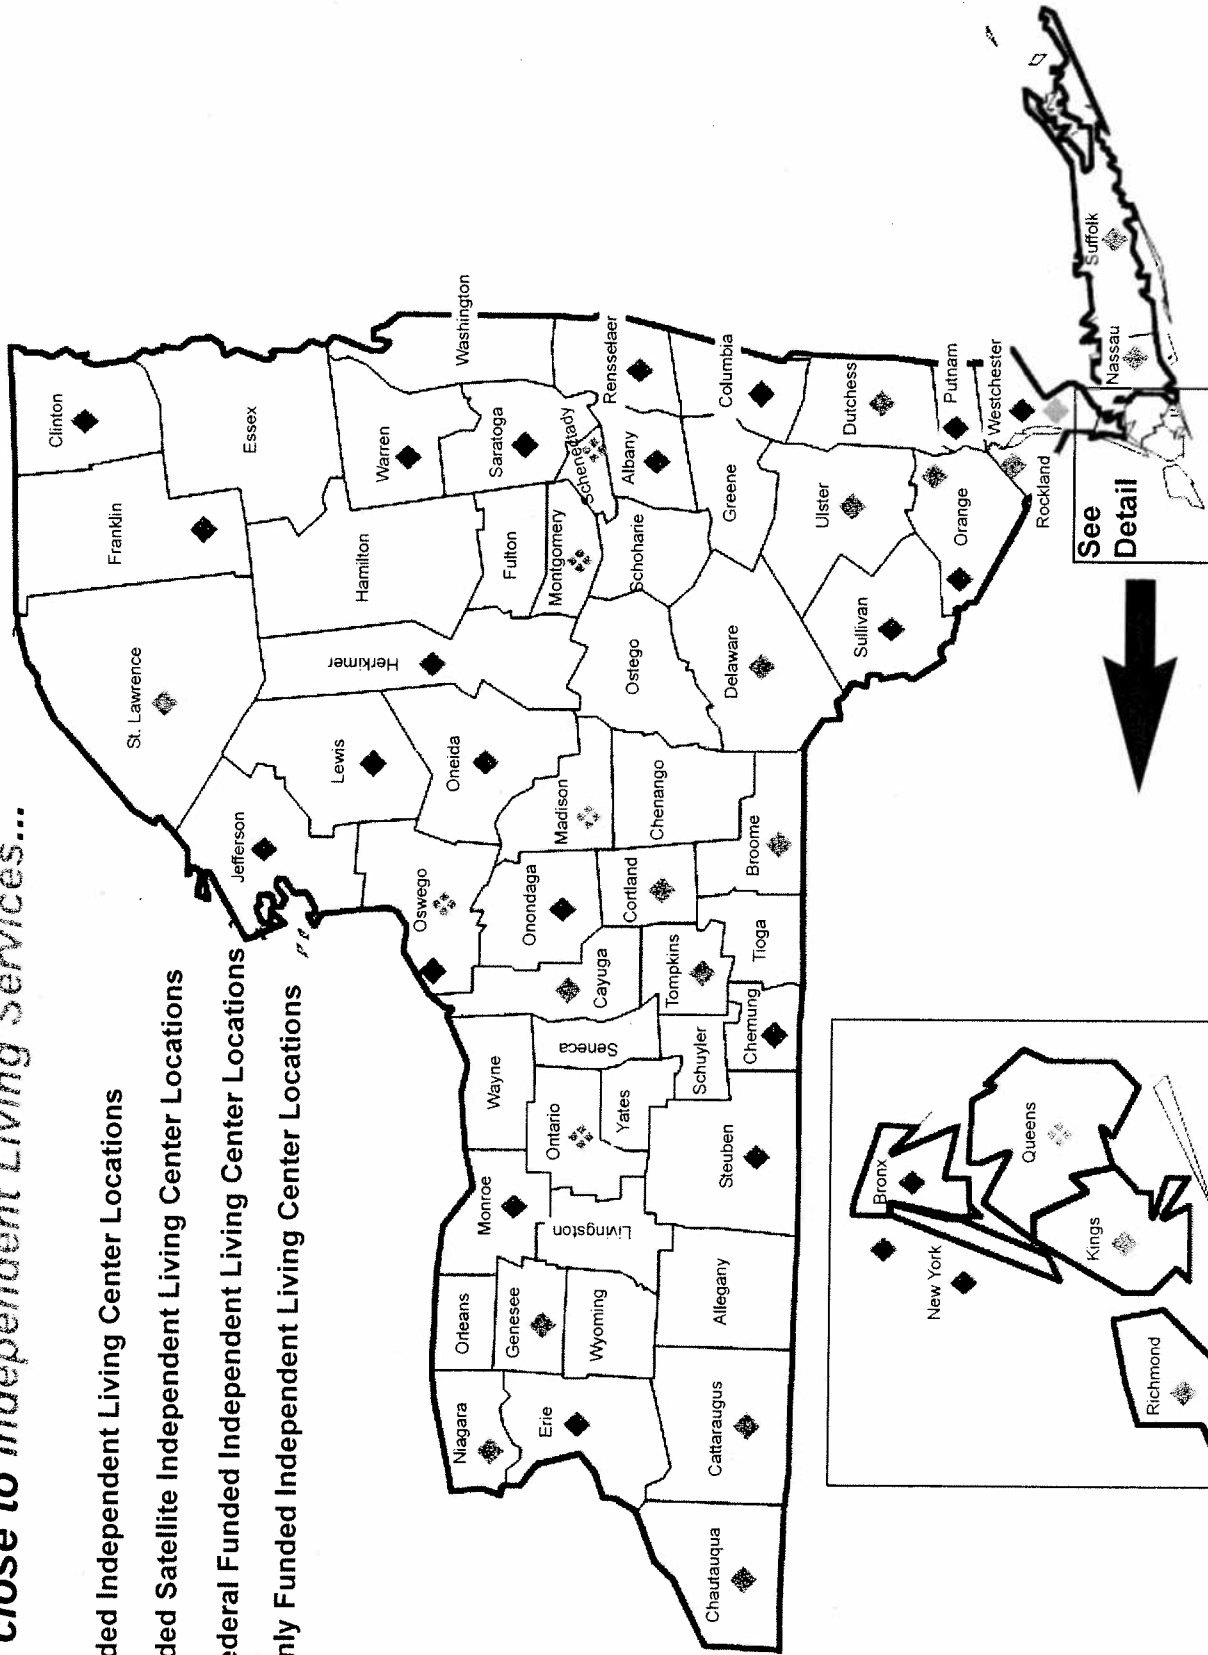 Close to Independent Living Services...
ded Independent Living Center Locations
ded Satellite Independent Living Center Locations
ederal Funded Independent Living Center Locations
nly Funded Independent Living Center Locations
Clinton
Franklin
St. Lawrence
Essex
Jefferson
Lewis
Herkimer
Hamilton
Warren
Washington
Oswego
Oneida
Fulton
Saratoga
Montgomery
Schenectady
Rensselaer
Albany
Schoharie
Ostego
Madison
Onondaga
Cayuga
Seneca
Wayne
Ontario
Yates
Monroe
Livingston
Orleans
Genesee
Wyoming
Niagara
Erie
Chautauqua
Cattaraugus
Allegany
Steuben
Schuyler
Chemung
Tompkins
Tioga
Cortland
Broome
Chenango
Delaware
Greene
Columbia
Ulster
Dutchess
Sullivan
Orange
Putnam
Westchester
Rockland
Nassau
Suffolk
See
Detail
Bronx
New York
Queens
Kings
Richmond